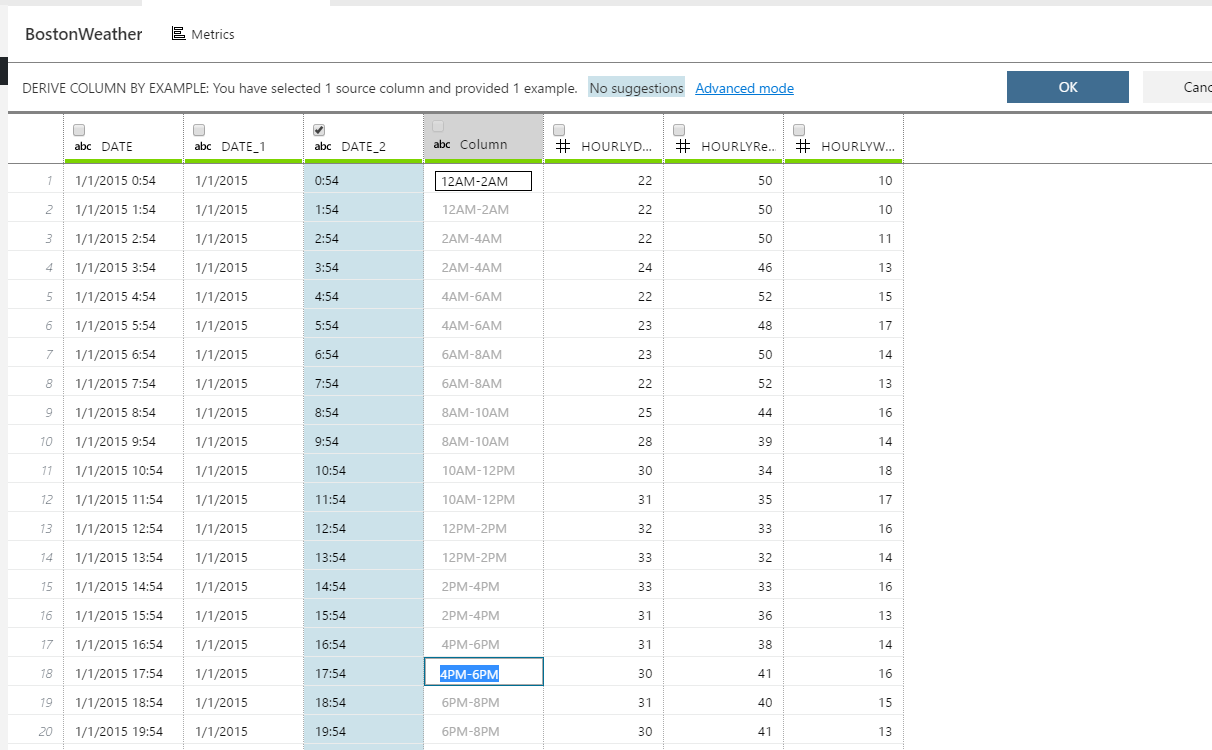 BostonWeather Metrics
DERIVE COLUMN BY EXAMPLE: You have selected 1 source column and provided 1 example. No suggestions Advanced mode OK Canc
abc DATE abc DATE_1 abc DATE_2 abc Column # HOURLYD... # HOURLYRe... # HOURLYW...
1 1/1/2015 0:54 1/1/2015 0:54 12AM-2AM 22 50 10
2 1/1/2015 1:54 1/1/2015 1:54 12AM-2AM 22 50 10
3 1/1/2015 2:54 1/1/2015 2:54 2AM-4AM 22 50 11
4 1/1/2015 3:54 1/1/2015 3:54 2AM-4AM 24 46 13
5 1/1/2015 4:54 1/1/2015 4:54 4AM-6AM 22 52 15
6 1/1/2015 5:54 1/1/2015 5:54 4AM-6AM 23 48 17
7 1/1/2015 6:54 1/1/2015 6:54 6AM-8AM 23 50 14
8 1/1/2015 7:54 1/1/2015 7:54 6AM-8AM 22 52 13
9 1/1/2015 8:54 1/1/2015 8:54 8AM-10AM 25 44 16
10 1/1/2015 9:54 1/1/2015 9:54 8AM-10AM 28 39 14
11 1/1/2015 10:54 1/1/2015 10:54 10AM-12PM 30 34 18
12 1/1/2015 11:54 1/1/2015 11:54 10AM-12PM 31 35 17
13 1/1/2015 12:54 1/1/2015 12:54 12PM-2PM 32 33 16
14 1/1/2015 13:54 1/1/2015 13:54 12PM-2PM 33 32 14
15 1/1/2015 14:54 1/1/2015 14:54 2PM-4PM 33 33 16
16 1/1/2015 15:54 1/1/2015 15:54 2PM-4PM 31 36 13
17 1/1/2015 16:54 1/1/2015 16:54 4PM-6PM 31 38 14
18 1/1/2015 17:54 1/1/2015 17:54 4PM-6PM 30 41 16
19 1/1/2015 18:54 1/1/2015 18:54 6PM-8PM 31 40 15
20 1/1/2015 19:54 1/1/2015 19:54 6PM-8PM 30 41 13